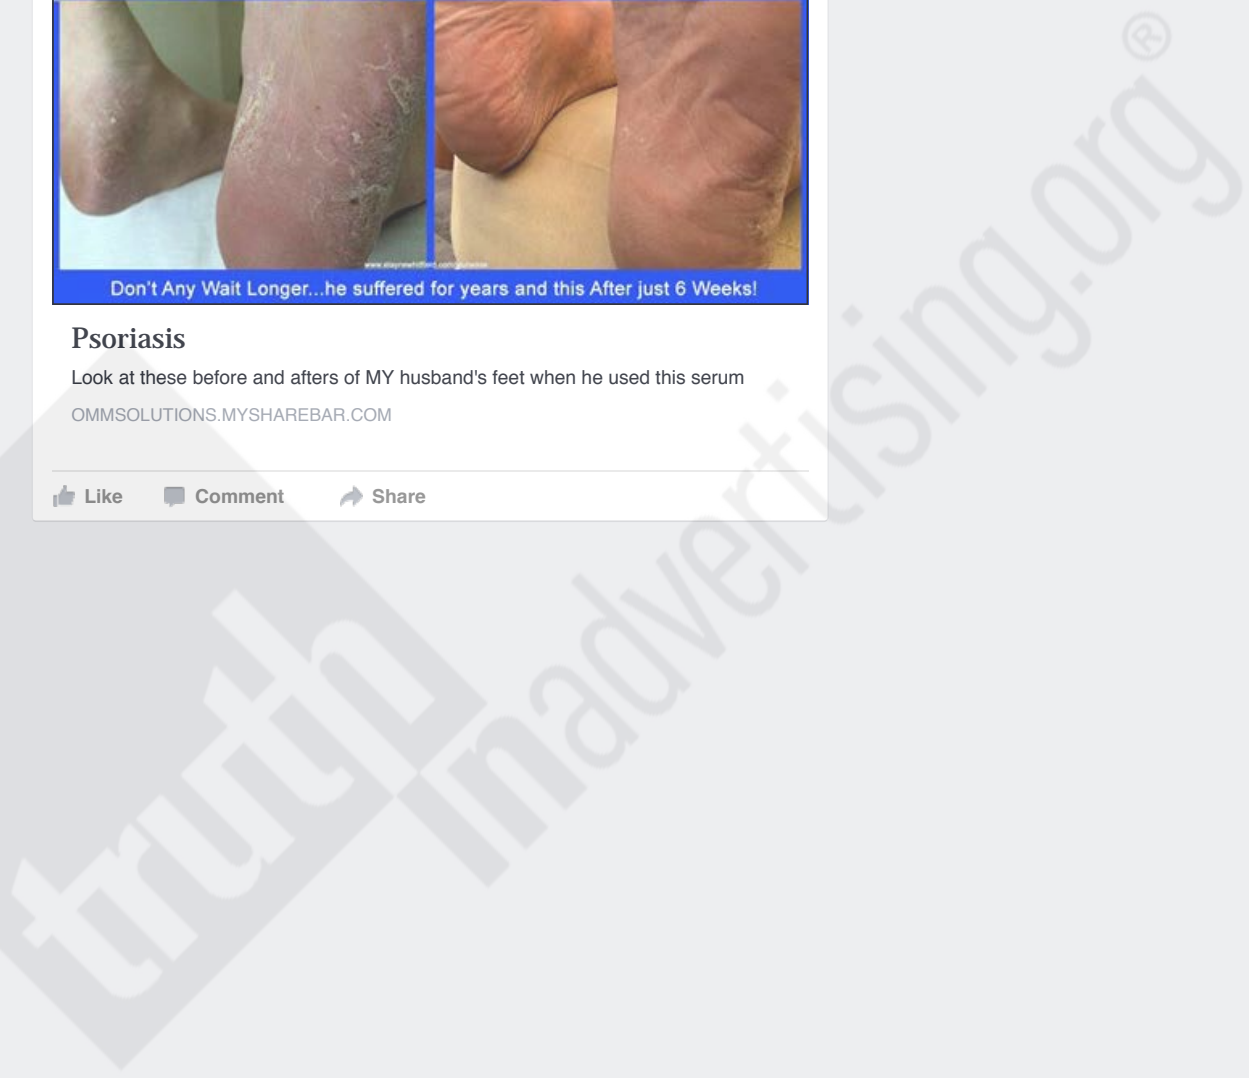 Don't Any Wait Longer...he suffered for years and this After just 6 Weeks!
Psoriasis
Look at these before and afters of MY husband's feet when he used this serum
OMMSOLUTIONS.MYSHAREBAR.COM
Like Comment Share
truth
inadvertising.org®